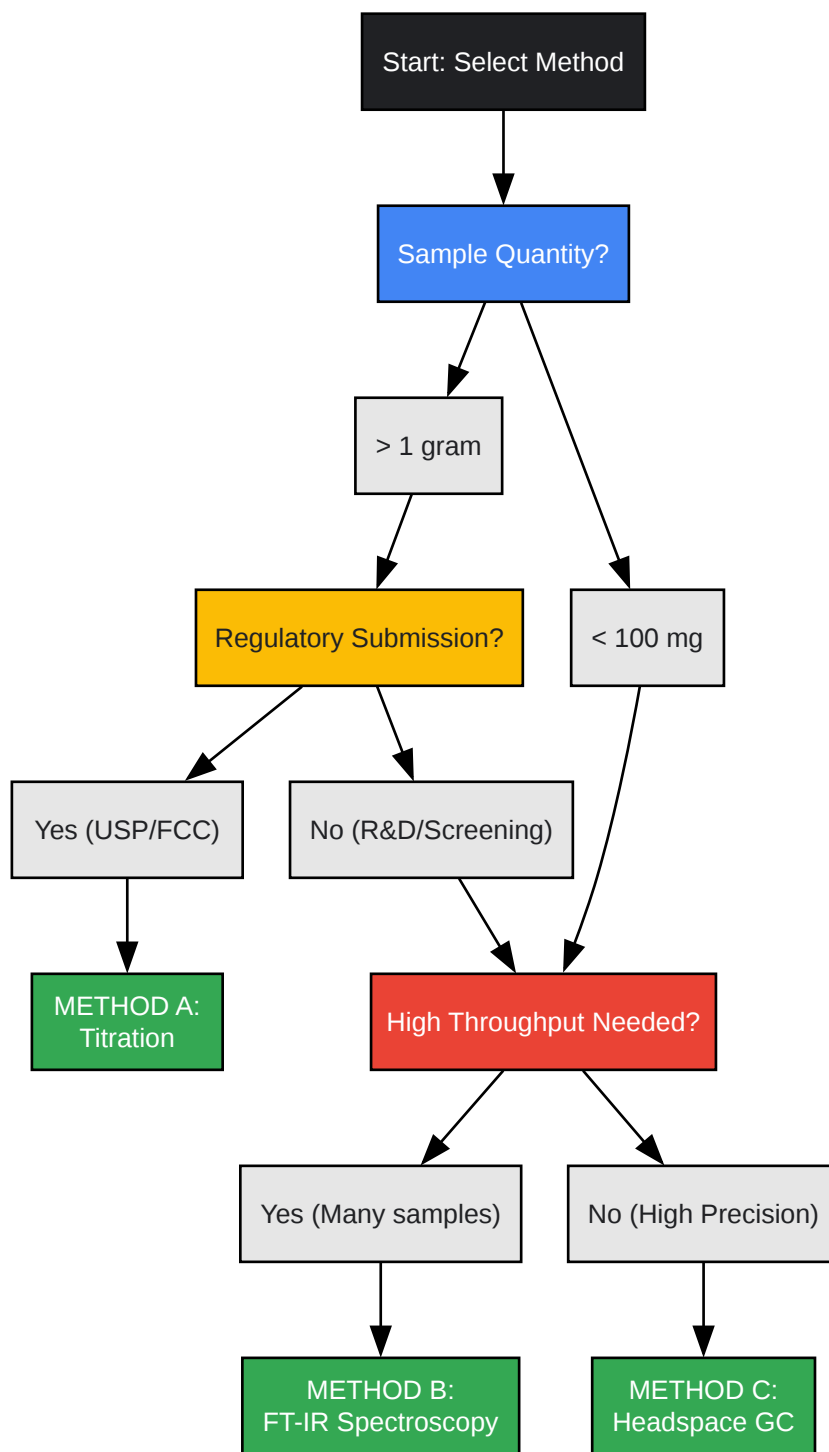 Start: Select Method
Sample Quantity?
> 1 gram
Regulatory Submission?
< 100 mg
Yes (USP/FCC)
No (R&D/Screening)
METHOD A:
Titration
High Throughput Needed?
Yes (Many samples)
No (High Precision)
METHOD B:
FT-IR Spectroscopy
METHOD C:
Headspace GC